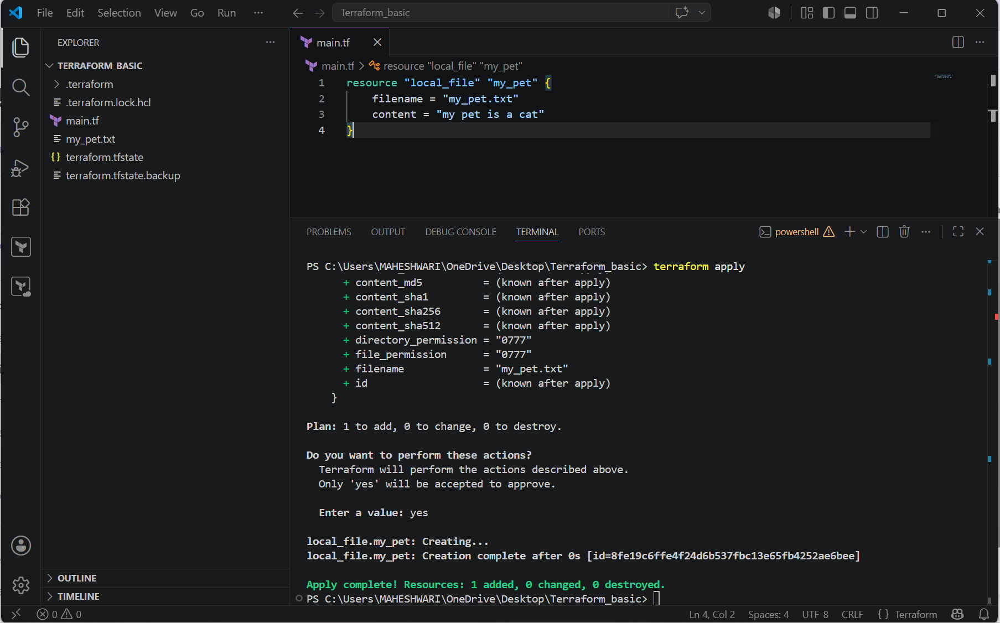 File Edit Selection View Go Run ··· Terraform_basic
EXPLORER ···
TERRAFORM_BASIC
.terraform
.terraform.lock.hcl
main.tf
my_pet.txt
{} terraform.tfstate
terraform.tfstate.backup
OUTLINE
TIMELINE
main.tf
main.tf > resource "local_file" "my_pet"
1 resource "local_file" "my_pet" {
2 filename = "my_pet.txt"
3 content = "my pet is a cat"
4 }
PROBLEMS OUTPUT DEBUG CONSOLE TERMINAL PORTS powershell
PS C:\Users\MAHESHWARI\OneDrive\Desktop\Terraform_basic> terraform apply
+ content_md5 = (known after apply)
+ content_sha1 = (known after apply)
+ content_sha256 = (known after apply)
+ content_sha512 = (known after apply)
+ directory_permission = "0777"
+ file_permission = "0777"
+ filename = "my_pet.txt"
+ id = (known after apply)
}
Plan: 1 to add, 0 to change, 0 to destroy.
Do you want to perform these actions?
Terraform will perform the actions described above.
Only 'yes' will be accepted to approve.
Enter a value: yes
local_file.my_pet: Creating...
local_file.my_pet: Creation complete after 0s [id=8fe19c6ffe4f24d6b537fbc13e65fb4252ae6bee]
Apply complete! Resources: 1 added, 0 changed, 0 destroyed.
PS C:\Users\MAHESHWARI\OneDrive\Desktop\Terraform_basic>
0 0 Ln 4, Col 2 Spaces: 4 UTF-8 CRLF {} Terraform